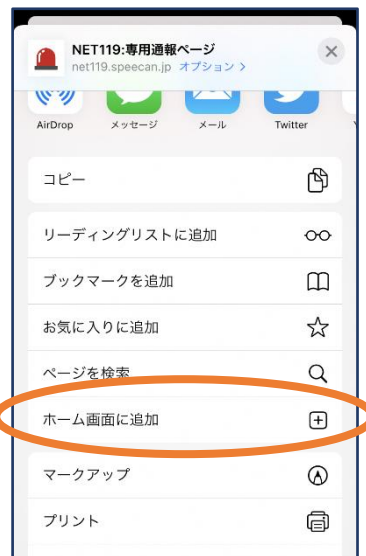 NET119:専用通報ページ
net119.speecan.jp オプション >
AirDrop メッセージ メール Twitter
コピー
リーディングリストに追加
ブックマークを追加
お気に入りに追加
ページを検索
ホーム画面に追加
マークアップ
プリント